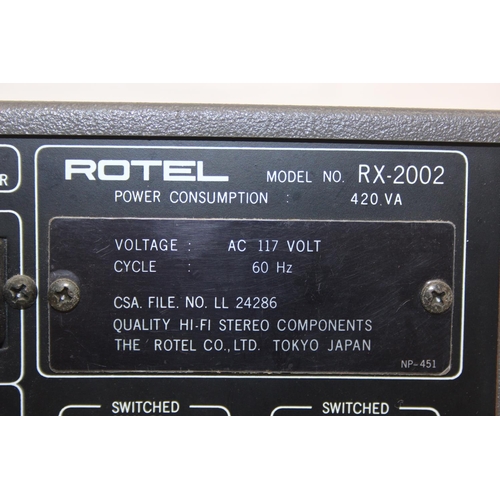 ROTEL MODEL NO. RX-2002
POWER CONSUMPTION : 420.VA
VOLTAGE : AC 117 VOLT
CYCLE : 60 Hz
CSA. FILE. NO. LL 24286
QUALITY HI-FI STEREO COMPONENTS
THE ROTEL CO., LTD. TOKYO JAPAN
NP-451
SWITCHED SWITCHED